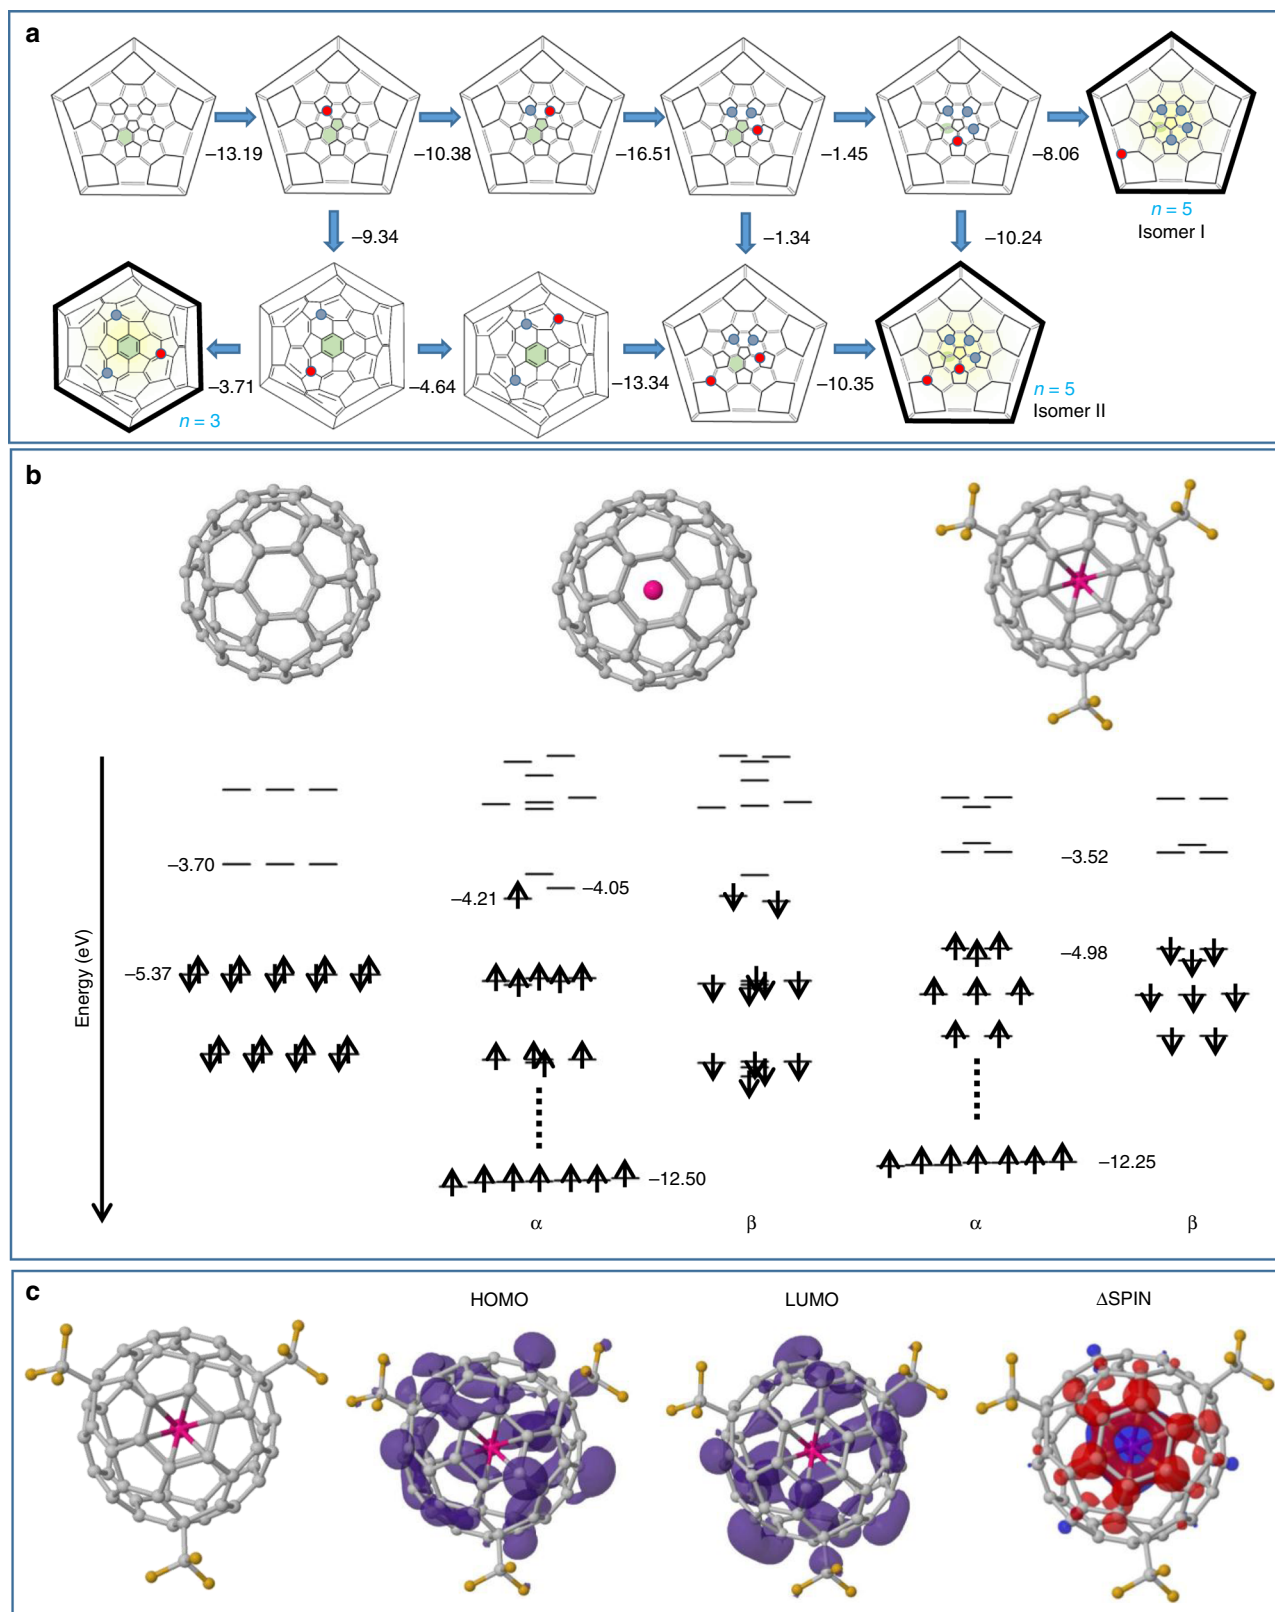 a
−13.19
−10.38
−16.51
−1.45
−8.06
n = 5
Isomer I
−9.34
−1.34
−10.24
−3.71
−4.64
−13.34
−10.35
n = 3
n = 5
Isomer II
b
Energy (eV)
−3.70
−5.37
−4.21
−4.05
−12.50
−3.52
−4.98
−12.25
α
β
α
β
c
HOMO
LUMO
ΔSPIN